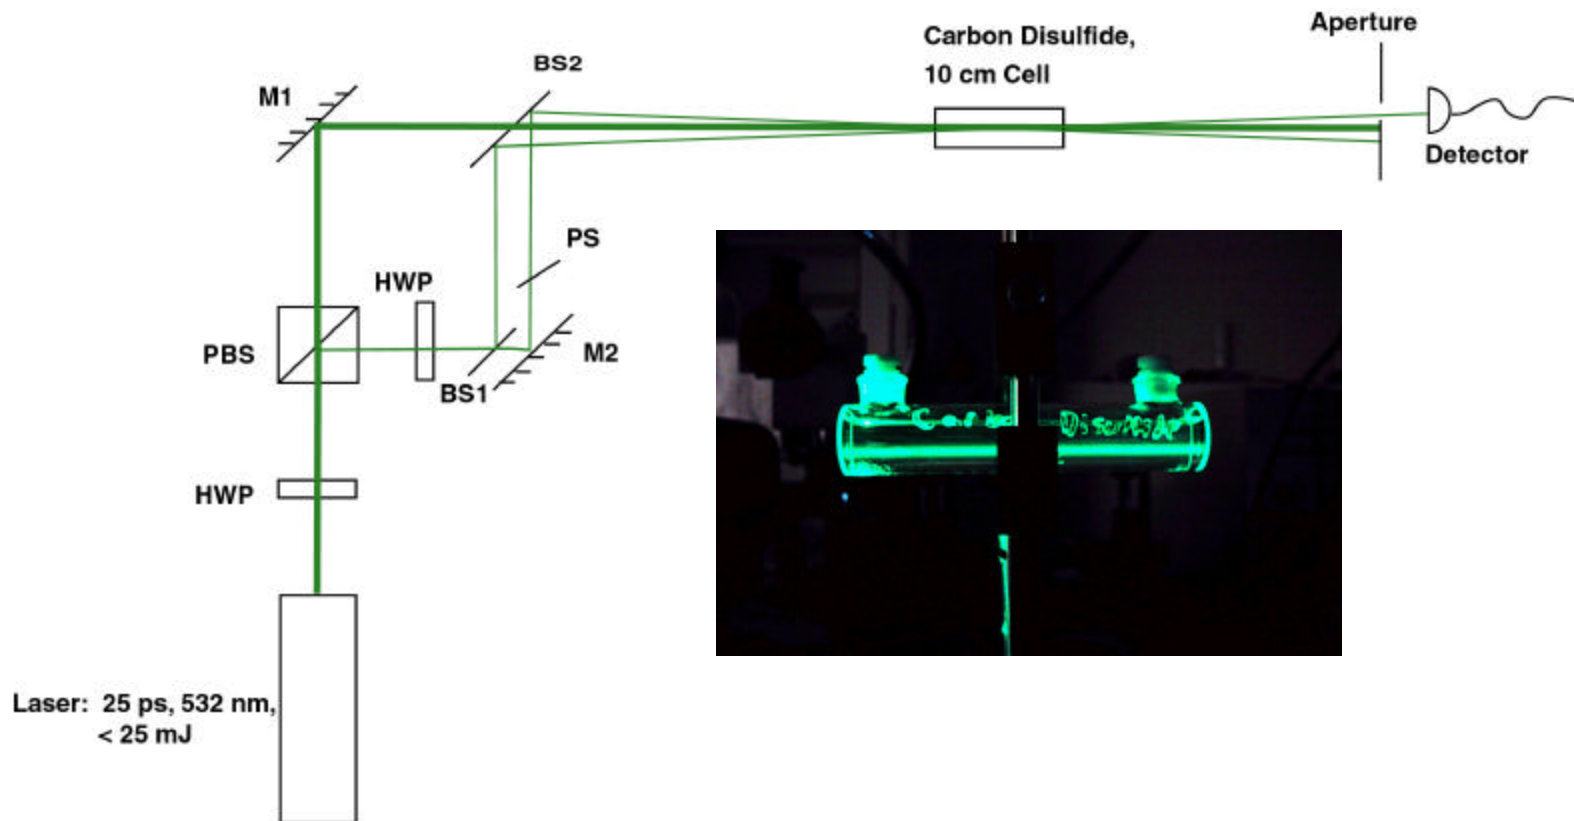 Aperture
Carbon Disulfide,
10 cm Cell
BS2
M1
Detector
PS
HWP
PBS
M2
BS1
HWP
Laser: 25 ps, 532 nm,
< 25 mJ